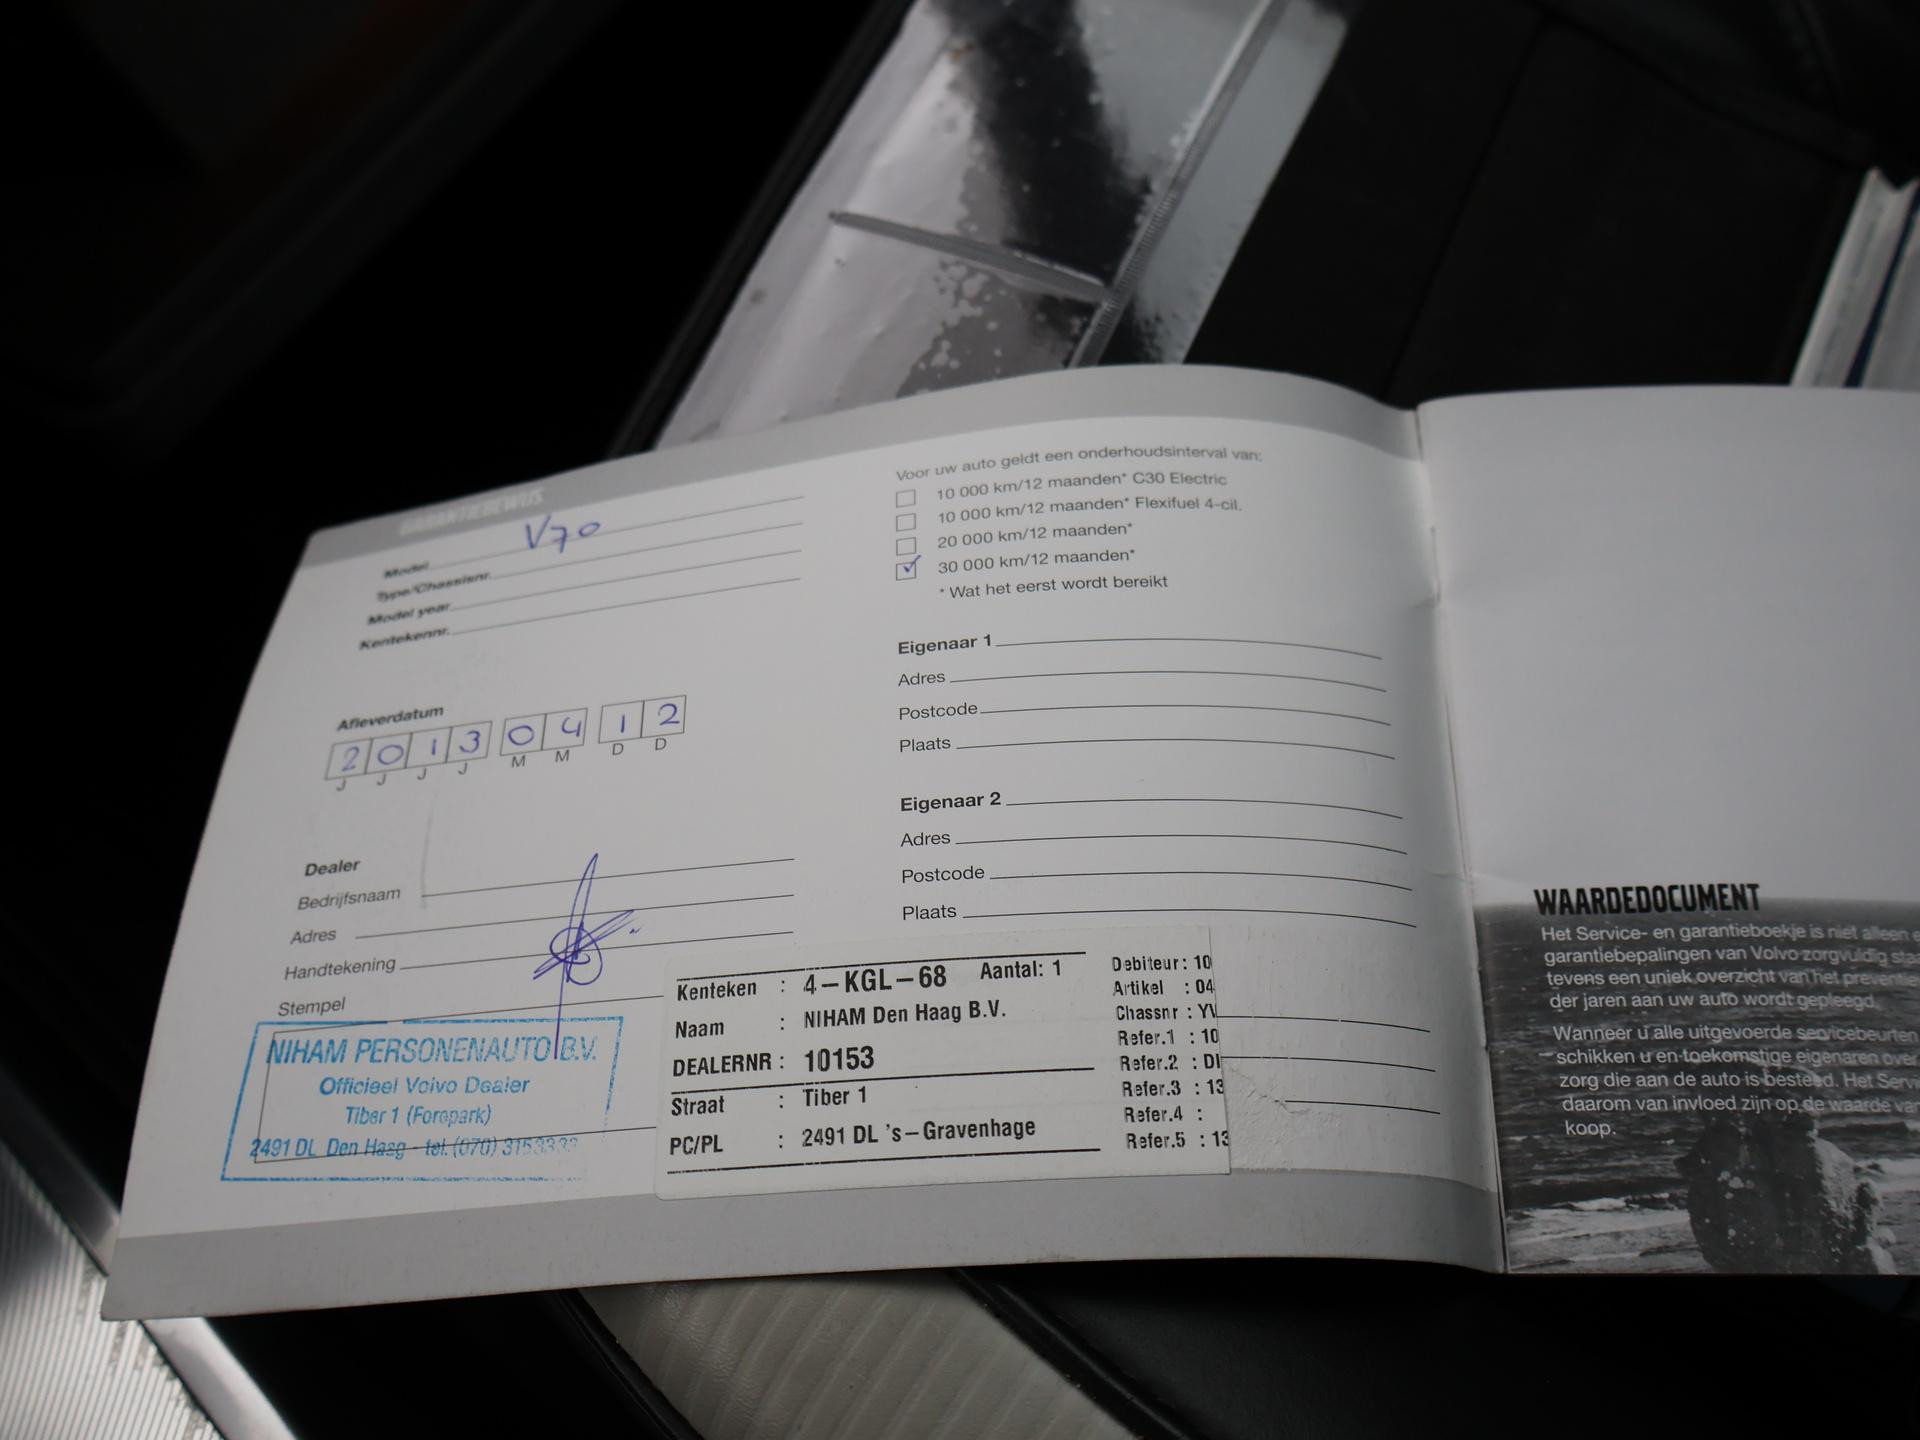 GARANTIEBEWIJS
Model V70
Type/Chassisnr.
Model year
Kentekennr.
Afleverdatum
2 0 1 3 0 4 1 2
J J J J M M D D
Dealer
Bedrijfsnaam
Adres
Handtekening
Stempel
NIHAM PERSONENAUTO B.V.
Officieel Volvo Dealer
Tiber 1 (Forepark)
2491 DL Den Haag - tel. (070) 3153333
Voor uw auto geldt een onderhoudsinterval van:
10 000 km/12 maanden* C30 Electric
10 000 km/12 maanden* Flexifuel 4-cil.
20 000 km/12 maanden*
30 000 km/12 maanden*
* Wat het eerst wordt bereikt
Eigenaar 1
Adres
Postcode
Plaats
Eigenaar 2
Adres
Postcode
Plaats
Kenteken : 4-KGL-68 Aantal: 1
Naam : NIHAM Den Haag B.V.
DEALERNR : 10153
Straat : Tiber 1
PC/PL : 2491 DL 's-Gravenhage
Debiteur: 10
Artikel : 04
Chassnr : YV
Refer.1 : 10
Refer.2 : DI
Refer.3 : 13
Refer.4 :
Refer.5 : 13
WAARDEDOCUMENT
Het Service- en garantieboekje is niet alleen
garantiebepalingen van Volvo zorgvuldig
tevens een uniek overzicht van het
der jaren aan uw auto wordt gepleegd.
Wanneer u alle uitgevoerde servicebeurten
schikken u en toekomstige eigenaren over
zorg die aan de auto is besteed. Het
daarom van invloed zijn op de waarde
koop.